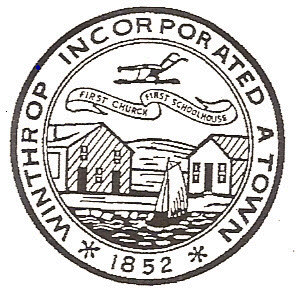 WINTHROP INCORPORATED A TOWN
FIRST CHURCH FIRST SCHOOLHOUSE
* 1852 *